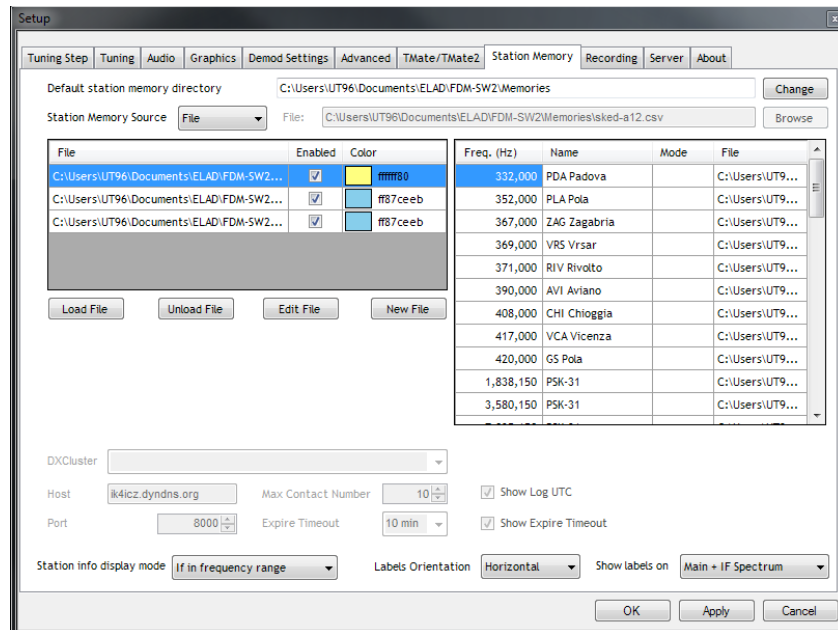 Setup
Tuning Step Tuning Audio Graphics Demod Settings Advanced TMate/TMate2 Station Memory Recording Server About
Default station memory directory C:\Users\UT96\Documents\ELAD\FDM-SW2\Memories Change
Station Memory Source File File: C:\Users\UT96\Documents\ELAD\FDM-SW2\Memories\sked-a12.csv Browse
File Enabled Color
C:\Users\UT96\Documents\ELAD\FDM-SW2... ffffff80
C:\Users\UT96\Documents\ELAD\FDM-SW2... ff87ceeb
C:\Users\UT96\Documents\ELAD\FDM-SW2... ff87ceeb
Load File Unload File Edit File New File
Freq. (Hz) Name Mode File
332,000 PDA Padova C:\Users\UT9...
352,000 PLA Pola C:\Users\UT9...
367,000 ZAG Zagabria C:\Users\UT9...
369,000 VRS Vrsar C:\Users\UT9...
371,000 RIV Rivolto C:\Users\UT9...
390,000 AVI Aviano C:\Users\UT9...
408,000 CHI Chioggia C:\Users\UT9...
417,000 VCA Vicenza C:\Users\UT9...
420,000 GS Pola C:\Users\UT9...
1,838,150 PSK-31 C:\Users\UT9...
3,580,150 PSK-31 C:\Users\UT9...
DXCluster
Host ik4icz.dyndns.org Max Contact Number 10 Show Log UTC
Port 8000 Expire Timeout 10 min Show Expire Timeout
Station info display mode If in frequency range Labels Orientation Horizontal Show labels on Main + IF Spectrum
OK Apply Cancel